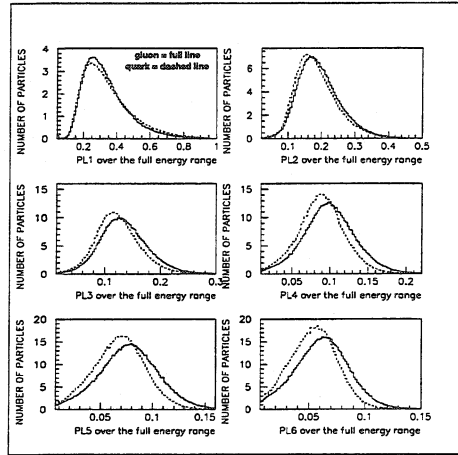 gluon = full line
quark = dashed line
NUMBER OF PARTICLES
4
3
2
1
0
0.2 0.4 0.6 0.8 1
PL1 over the full energy range
NUMBER OF PARTICLES
7.5
5
2.5
0
0.1 0.2 0.3 0.4 0.5
PL2 over the full energy range
NUMBER OF PARTICLES
15
10
5
0
0.1 0.2 0.3
PL3 over the full energy range
NUMBER OF PARTICLES
15
10
5
0
0.05 0.1 0.15 0.2
PL4 over the full energy range
NUMBER OF PARTICLES
20
15
10
5
0
0.05 0.1 0.15
PL5 over the full energy range
NUMBER OF PARTICLES
20
15
10
5
0
0.05 0.1 0.15
PL6 over the full energy range